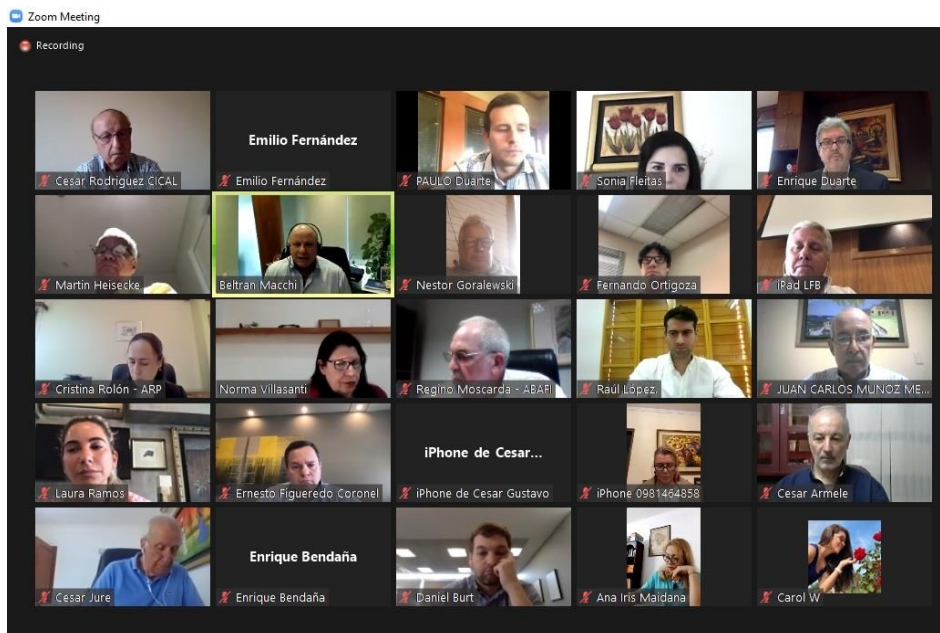 Zoom Meeting
Recording
Cesar Rodriguez CICAL
Emilio Fernández
Emilio Fernández
PAULO Duarte
Sonia Fleitas
Enrique Duarte
Martin Heisecke
Beltran Macchi
Nestor Goralewski
Fernando Ortigoza
iPad LFB
Cristina Rolón - ARP
Norma Villasanti
Regino Moscarda - ABAFI
Raúl López.
JUAN CARLOS MUNOZ ME...
Laura Ramos
Ernesto Figueredo Coronel
iPhone de Cesar...
iPhone de Cesar Gustavo
iPhone 0981464858
Cesar Armele
Cesar Jure
Enrique Bendaña
Enrique Bendaña
Daniel Burt
Ana Iris Maidana
Carol W